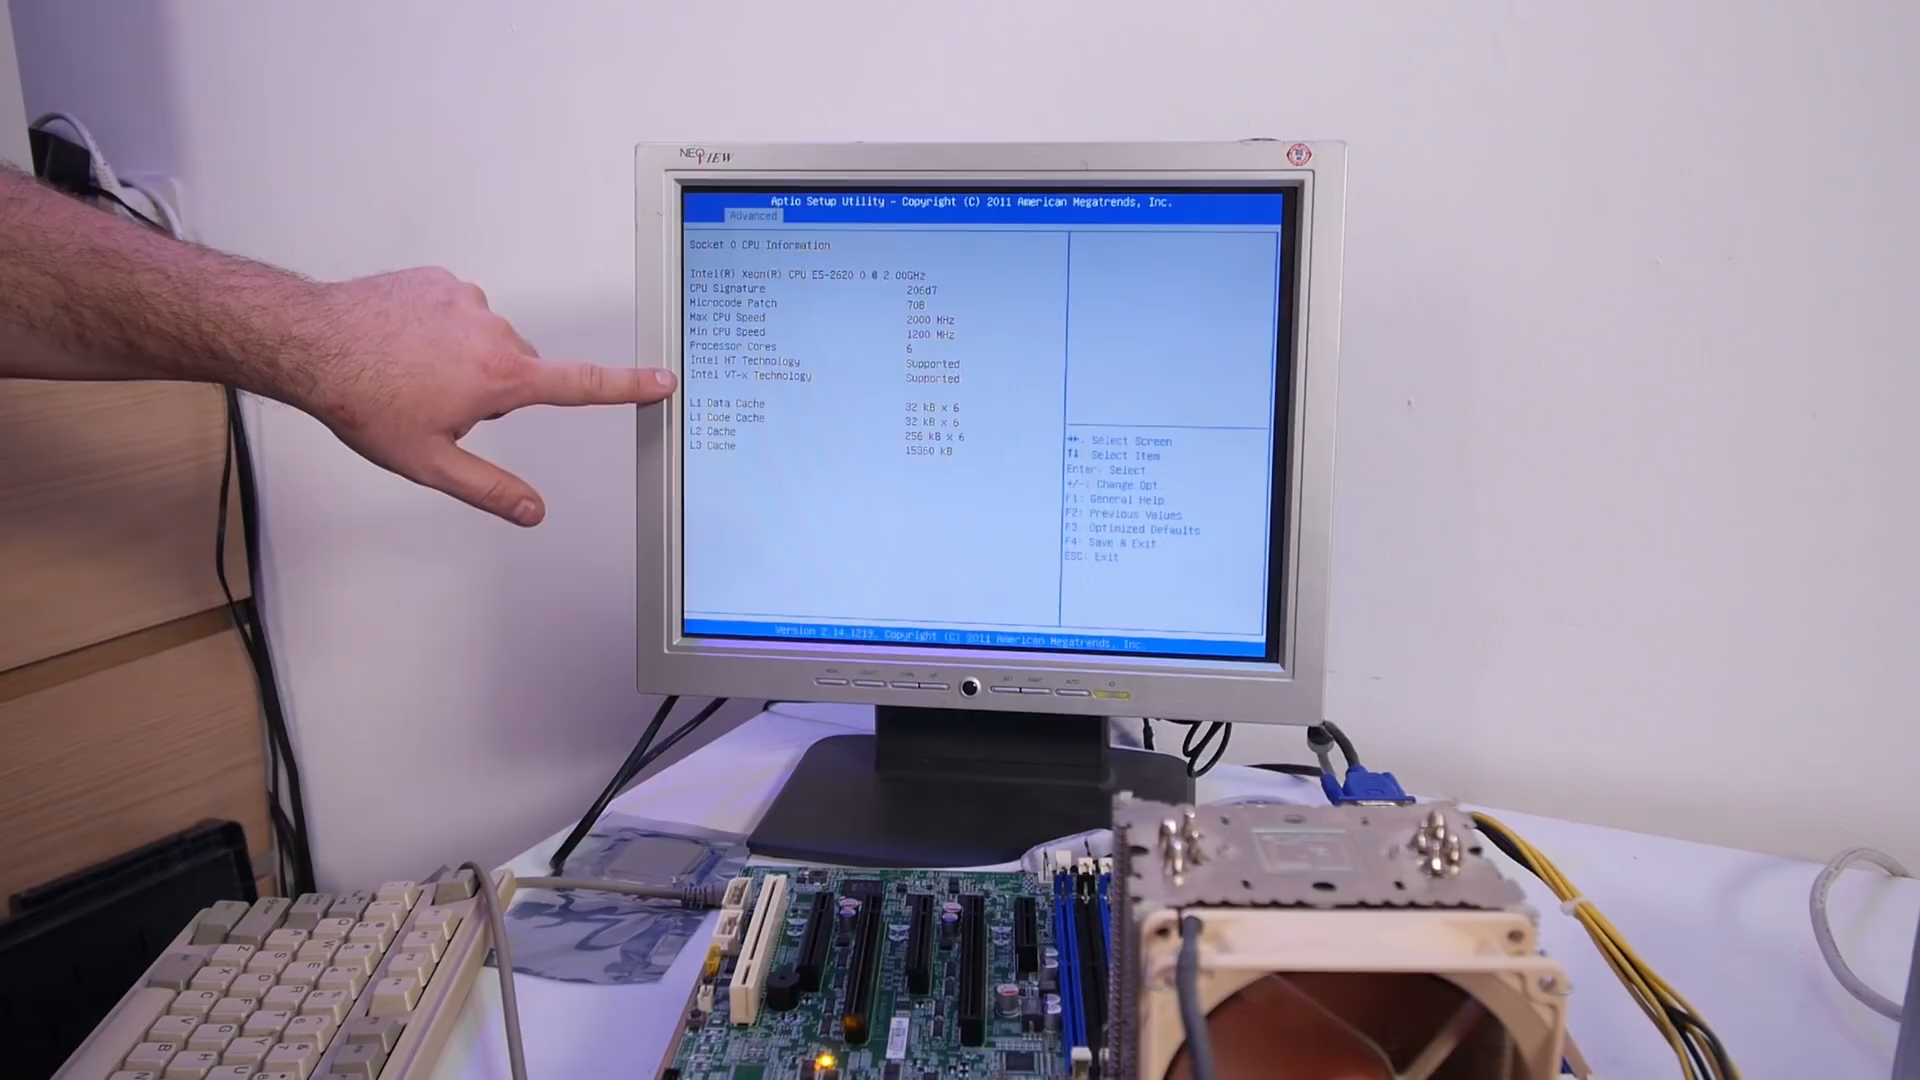 NEOVIEW
Aptio Setup Utility - Copyright (C) 2011 American Megatrends, Inc.
Advanced
Socket 0 CPU Information
Intel(R) Xeon(R) CPU E5-2620 0 @ 2.00GHz
CPU Signature 206d7
Microcode Patch 708
Max CPU Speed 2000 MHz
Min CPU Speed 1200 MHz
Processor Cores 6
Intel HT Technology Supported
Intel VT-x Technology Supported
L1 Data Cache 32 kB x 6
L1 Code Cache 32 kB x 6
L2 Cache 256 kB x 6
L3 Cache 15360 kB
→←: Select Screen
↑↓: Select Item
Enter: Select
+/-: Change Opt.
F1: General Help
F2: Previous Values
F3: Optimized Defaults
F4: Save & Exit
ESC: Exit
Version 2.14.1219. Copyright (C) 2011 American Megatrends, Inc.